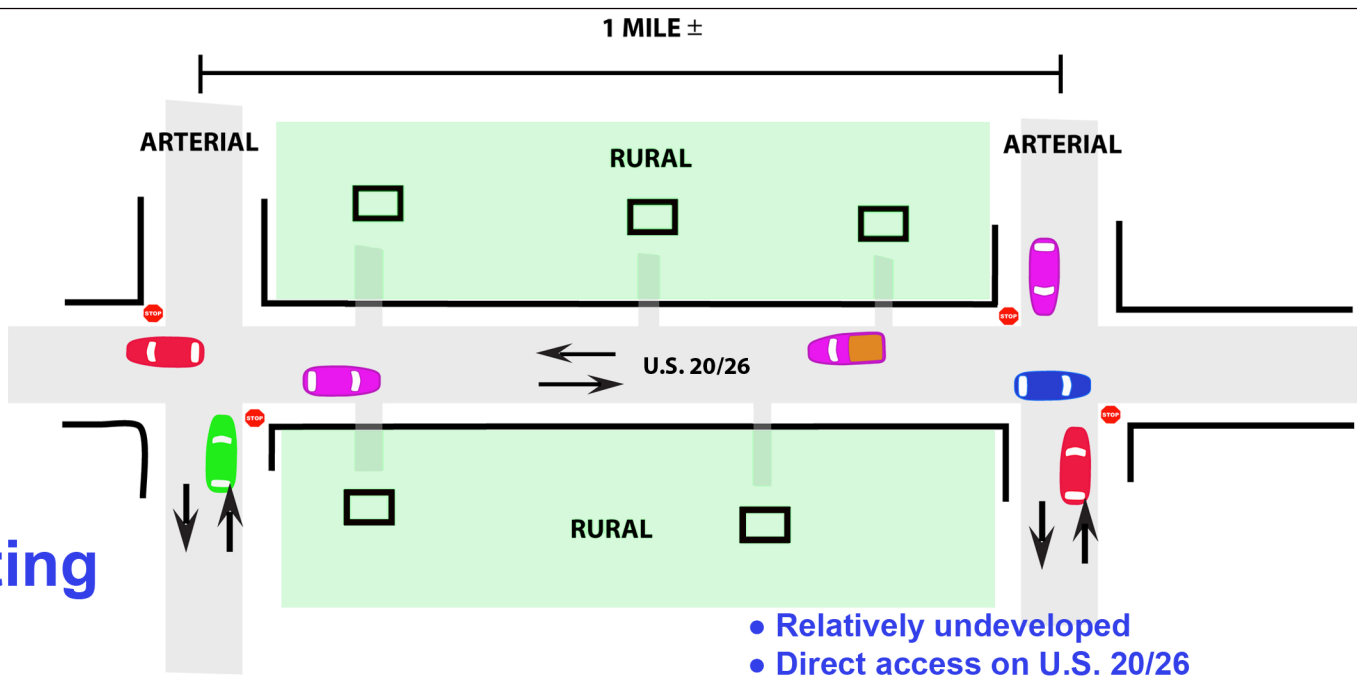 1 MILE ±
ARTERIAL
RURAL
ARTERIAL
STOP
STOP
U.S. 20/26
STOP
STOP
RURAL
ting
● Relatively undeveloped
● Direct access on U.S. 20/26